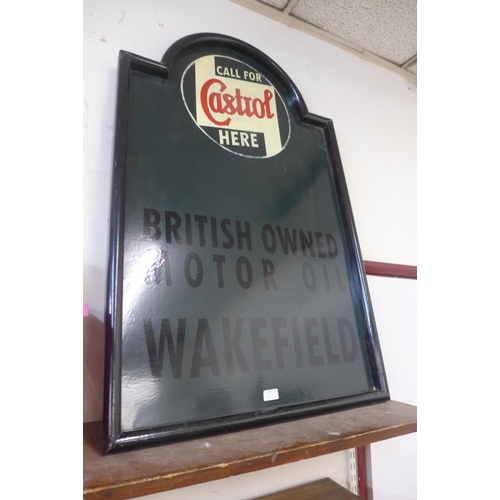 CALL FOR
Castrol
HERE
BRITISH OWNED
MOTOR OIL
WAKEFIELD